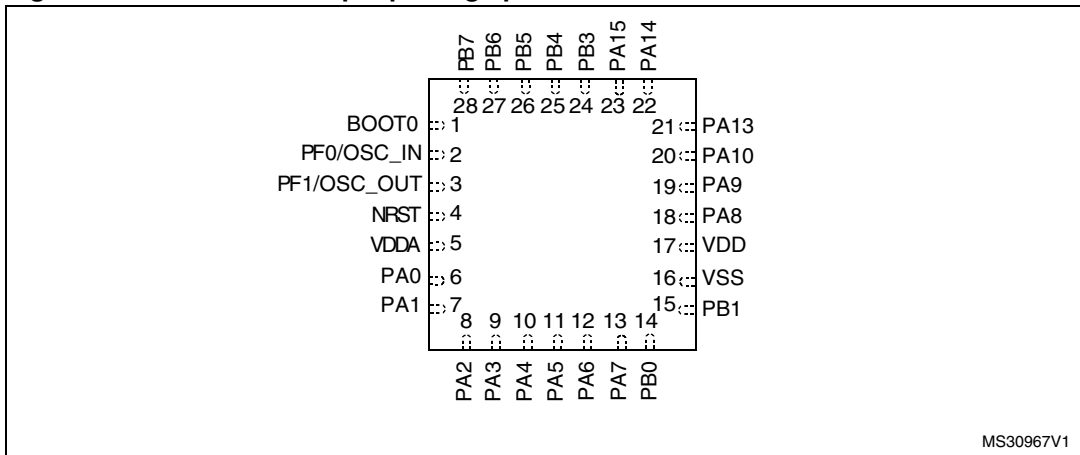 PB7
PB6
PB5
PB4
PB3
PA15
PA14
28 27 26 25 24 23 22
BOOT0 1
21 PA13
PF0/OSC_IN 2
20 PA10
PF1/OSC_OUT 3
19 PA9
NRST 4
18 PA8
VDDA 5
17 VDD
PA0 6
16 VSS
PA1 7
15 PB1
8 9 10 11 12 13 14
PA2
PA3
PA4
PA5
PA6
PA7
PB0
MS30967V1